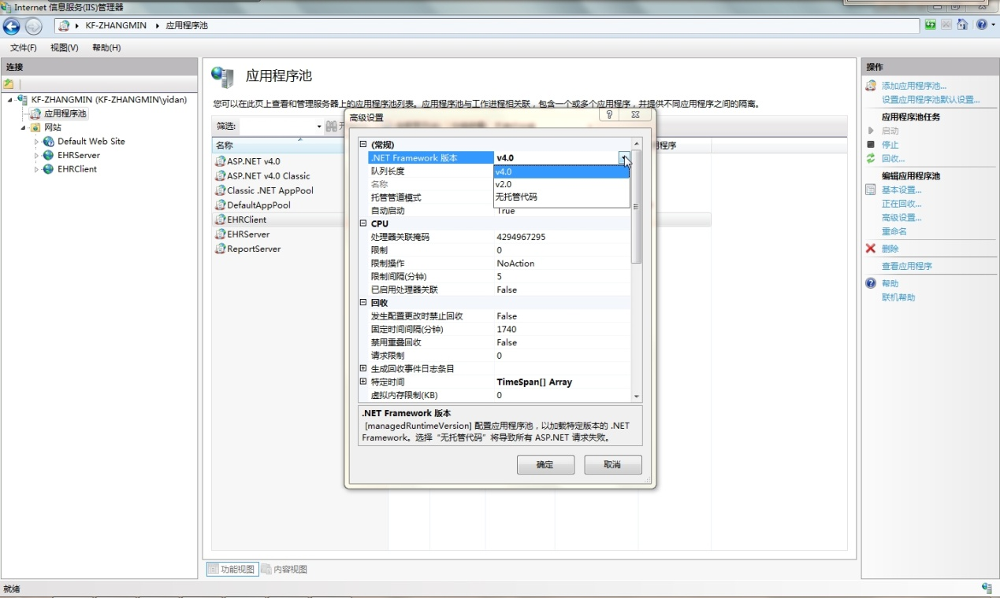 Internet 信息服务(IIS)管理器
KF-ZHANGMIN 应用程序池
文件(F) 视图(V) 帮助(H)
连接
KF-ZHANGMIN (KF-ZHANGMIN\yidan)
应用程序池
网站
Default Web Site
EHRServer
EHRClient
应用程序池
您可以在此页上查看和管理服务器上的应用程序池列表。应用程序池与工作进程相关联，包含一个或多个应用程序，并提供不同应用程序之间的隔离。
筛选:
名称
程序
ASP.NET v4.0
ASP.NET v4.0 Classic
Classic .NET AppPool
DefaultAppPool
EHRClient
EHRServer
ReportServer
高级设置
(常规)
.NET Framework 版本 v4.0
队列长度 v4.0
名称 v2.0
托管管道模式 无托管代码
自动启动 True
CPU
处理器关联掩码 4294967295
限制 0
限制操作 NoAction
限制间隔(分钟) 5
已启用处理器关联 False
回收
发生配置更改时禁止回收 False
固定时间间隔(分钟) 1740
禁用重叠回收 False
请求限制 0
生成回收事件日志条目
特定时间 TimeSpan[] Array
虚拟内存限制(KB) 0
.NET Framework 版本
[managedRuntimeVersion] 配置应用程序池，以加载特定版本的 .NET
Framework。选择“无托管代码”将导致所有 ASP.NET 请求失败。
确定 取消
功能视图 内容视图
操作
添加应用程序池...
设置应用程序池默认设置...
应用程序池任务
启动
停止
回收...
编辑应用程序池
基本设置...
正在回收...
高级设置...
重命名
删除
查看应用程序
帮助
联机帮助
就绪